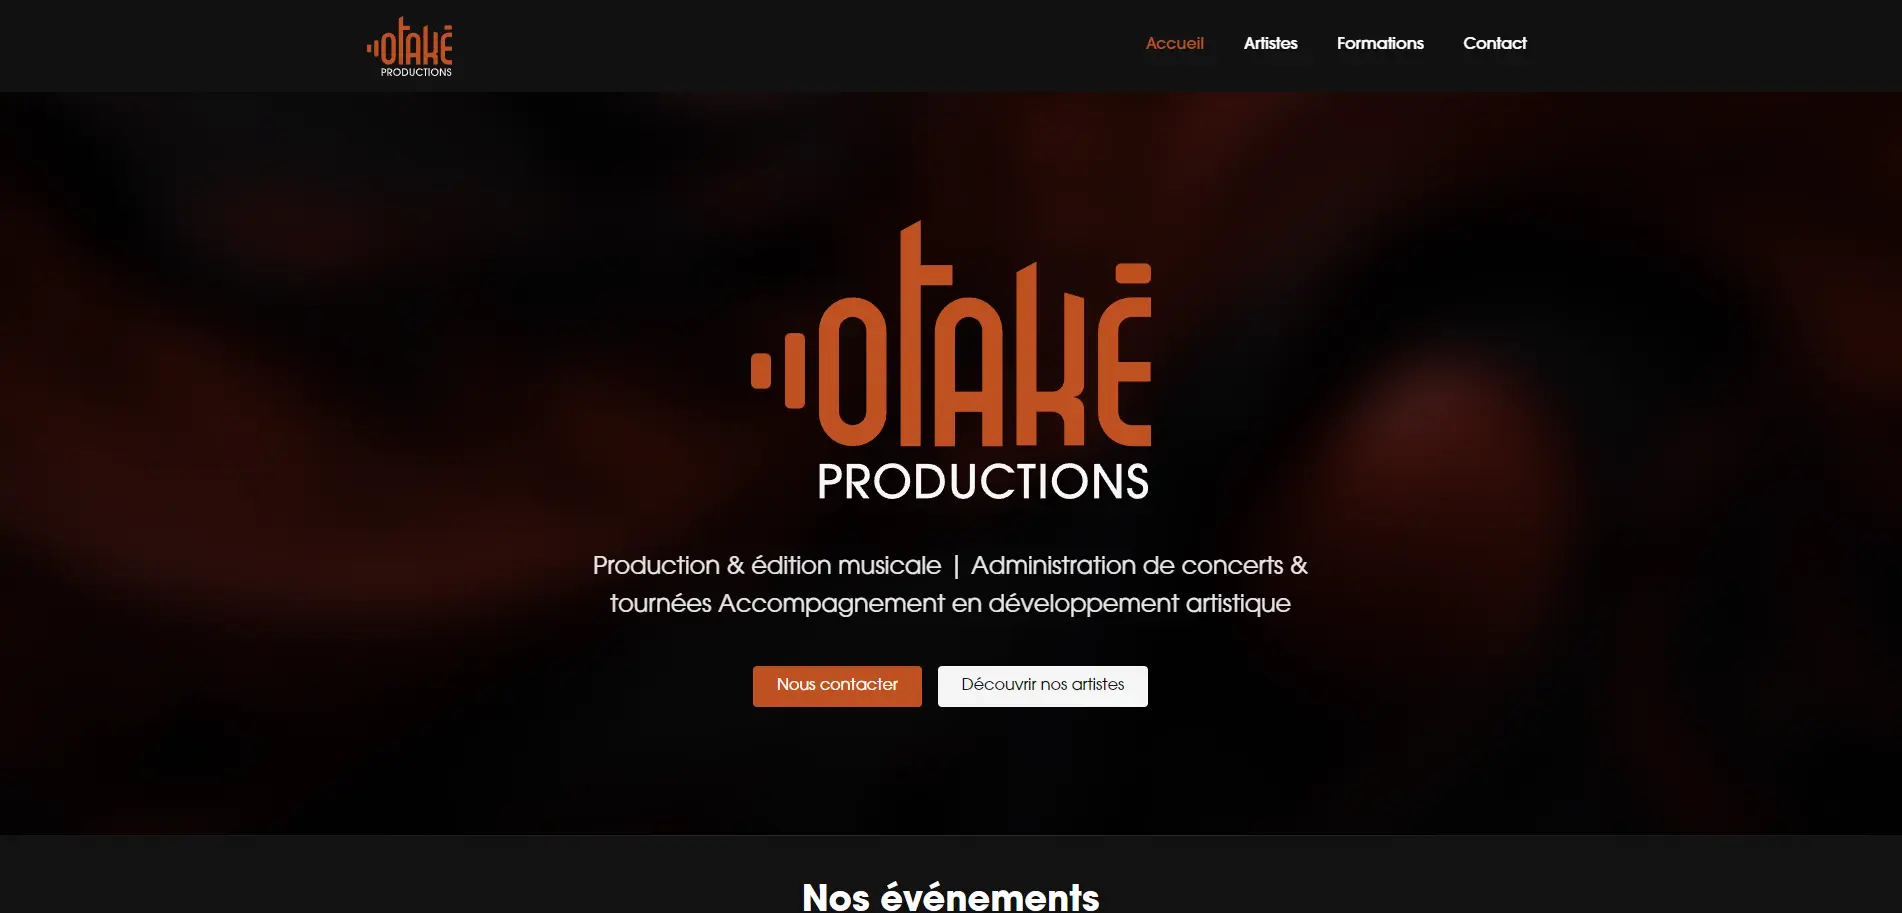 otaké
PRODUCTIONS
Accueil
Artistes
Formations
Contact
otaké
PRODUCTIONS
Production & édition musicale | Administration de concerts &
tournées Accompagnement en développement artistique
Nous contacter
Découvrir nos artistes
Nos événements